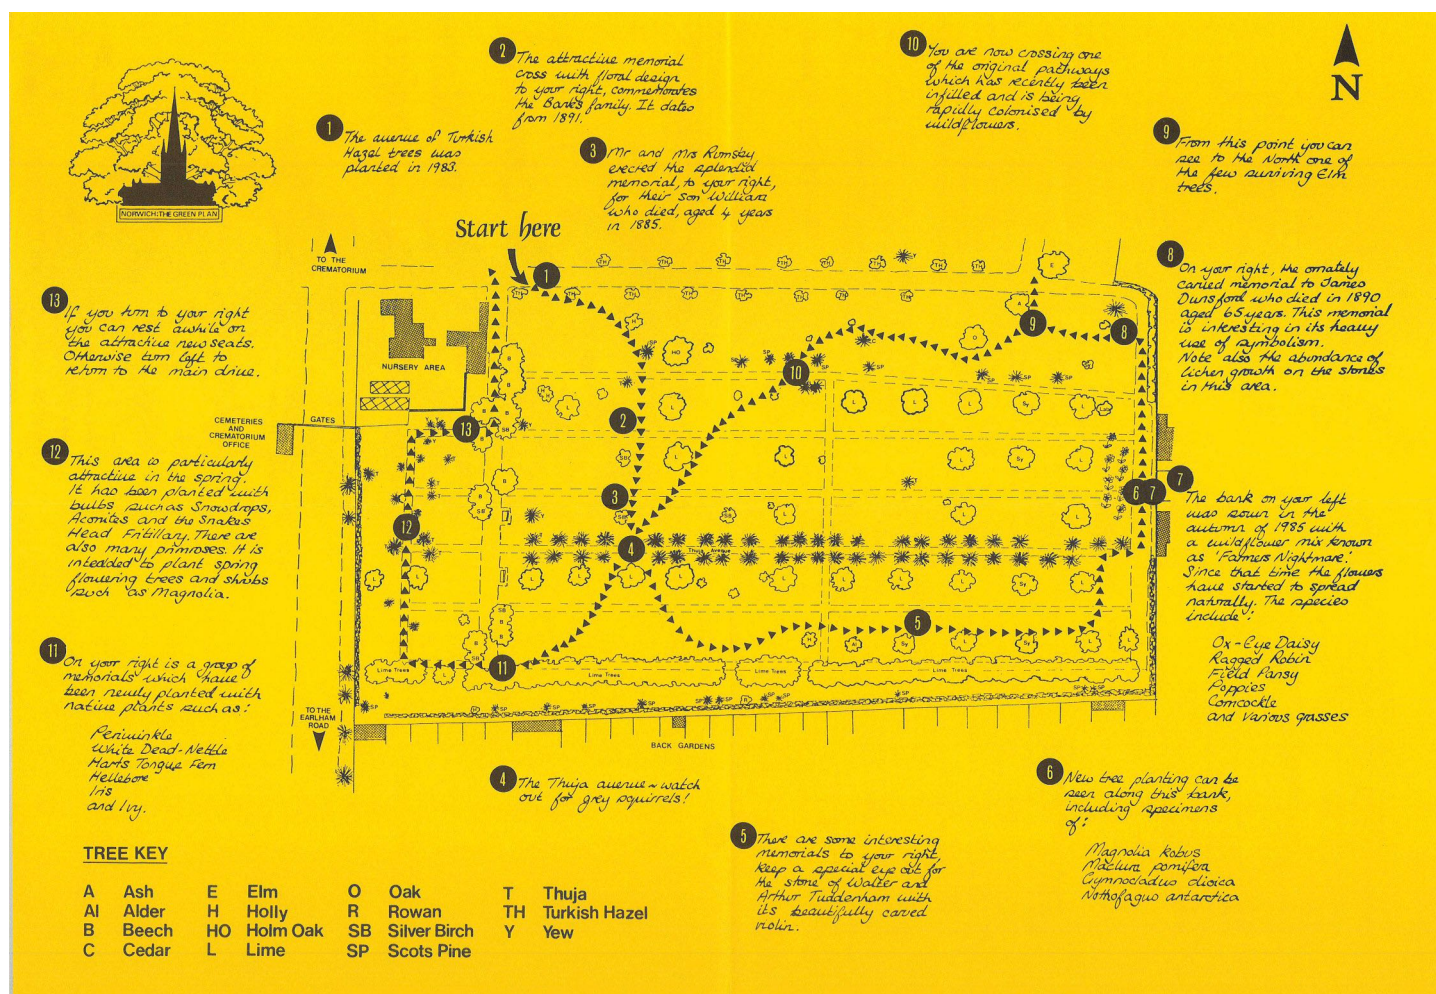 NORWICH: THE GREEN PLAN
N
1
The avenue of Turkish
Hazel trees was
planted in 1983.
2
The attractive memorial
cross with floral design
to your right, commemorates
the Banks family. It dates
from 1891.
3
Mr and Mrs Rumsby
erected the splendid
memorial, to your right,
for their son William
who died, aged 4 years
in 1885.
10
You are now crossing one
of the original pathways
which has recently been
infilled and is being
rapidly colonised by
wildflowers.
9
From this point you can
see to the North one of
the few surviving Elm
trees.
8
On your right, the ornately
carved memorial to James
Dunsford who died in 1890
aged 65 years. This memorial
is interesting in its heavy
use of symbolism.
Note also the abundance of
lichen growth on the stones
in this area.
7
The bank on your left
was sown in the
autumn of 1985 with
a wildflower mix known
as 'Farmers Nightmare'.
Since that time the flowers
have started to spread
naturally. The species
include:
Ox-Eye Daisy
Ragged Robin
Field Pansy
Poppies
Corncockle
and various grasses
13
If you turn to your right
you can rest awhile on
the attractive new seats.
Otherwise turn left to
return to the main drive.
12
This area is particularly
attractive in the spring.
It has been planted with
bulbs such as Snowdrops,
Aconites and the Snakes
Head Fritillary. There are
also many primroses. It is
intedded to plant spring
flowering trees and shrubs
such as Magnolia.
11
On your right is a group of
memorials which have
been newly planted with
native plants such as:
Periwinkle
White Dead-Nettle
Harts Tongue Fern
Hellebore
Iris
and Ivy.
Start here
TO THE
CREMATORIUM
NURSERY AREA
CEMETERIES
AND
CREMATORIUM
OFFICE
GATES
Thuja Avenue
Lime Trees
Lime Trees
Lime Trees
Lime Trees
TO THE
EARLHAM
ROAD
BACK GARDENS
4
The Thuja avenue ~ watch
out for grey squirrels!
5
There are some interesting
memorials to your right,
keep a special eye out for
the stone of Walter and
Arthur Tuddenham with
its beautifully carved
violin.
6
New tree planting can be
seen along this bank,
including specimens
of:
Magnolia kobus
Maclura pomifera
Gymnocladus dioica
Nothofagus antarctica
TREE KEY
A Ash
Al Alder
B Beech
C Cedar
E Elm
H Holly
HO Holm Oak
L Lime
O Oak
R Rowan
SB Silver Birch
SP Scots Pine
T Thuja
TH Turkish Hazel
Y Yew